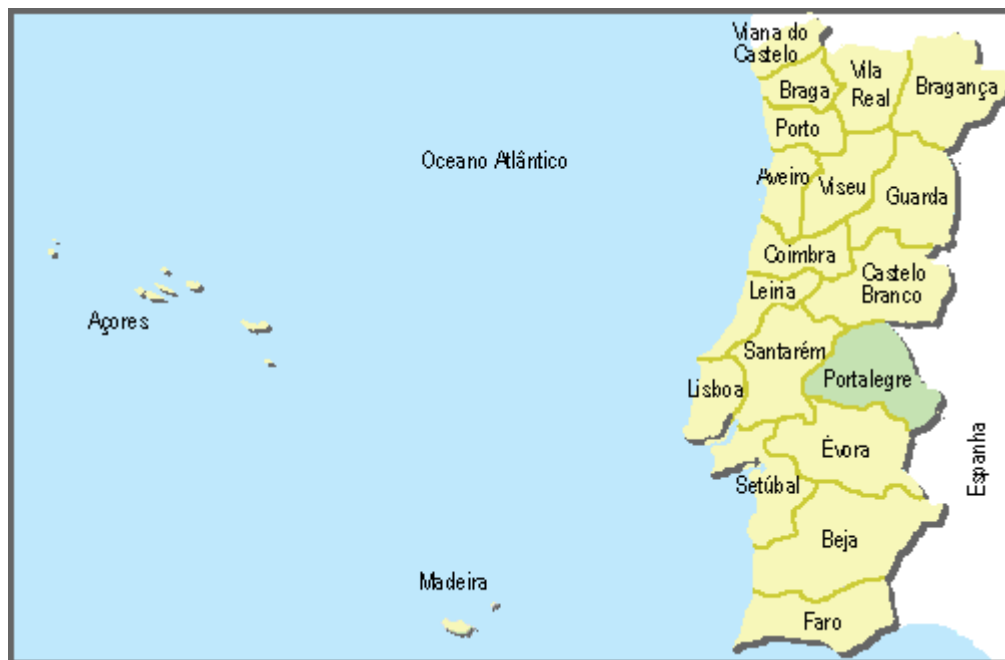 Viana do
Castelo
Vila
Real
Bragança
Braga
Porto
Oceano Atlântico
Aveiro
Viseu
Guarda
Coimbra
Castelo
Branco
Leiria
Açores
Santarém
Portalegre
Lisboa
Évora
Espanha
Setúbal
Beja
Madeira
Faro